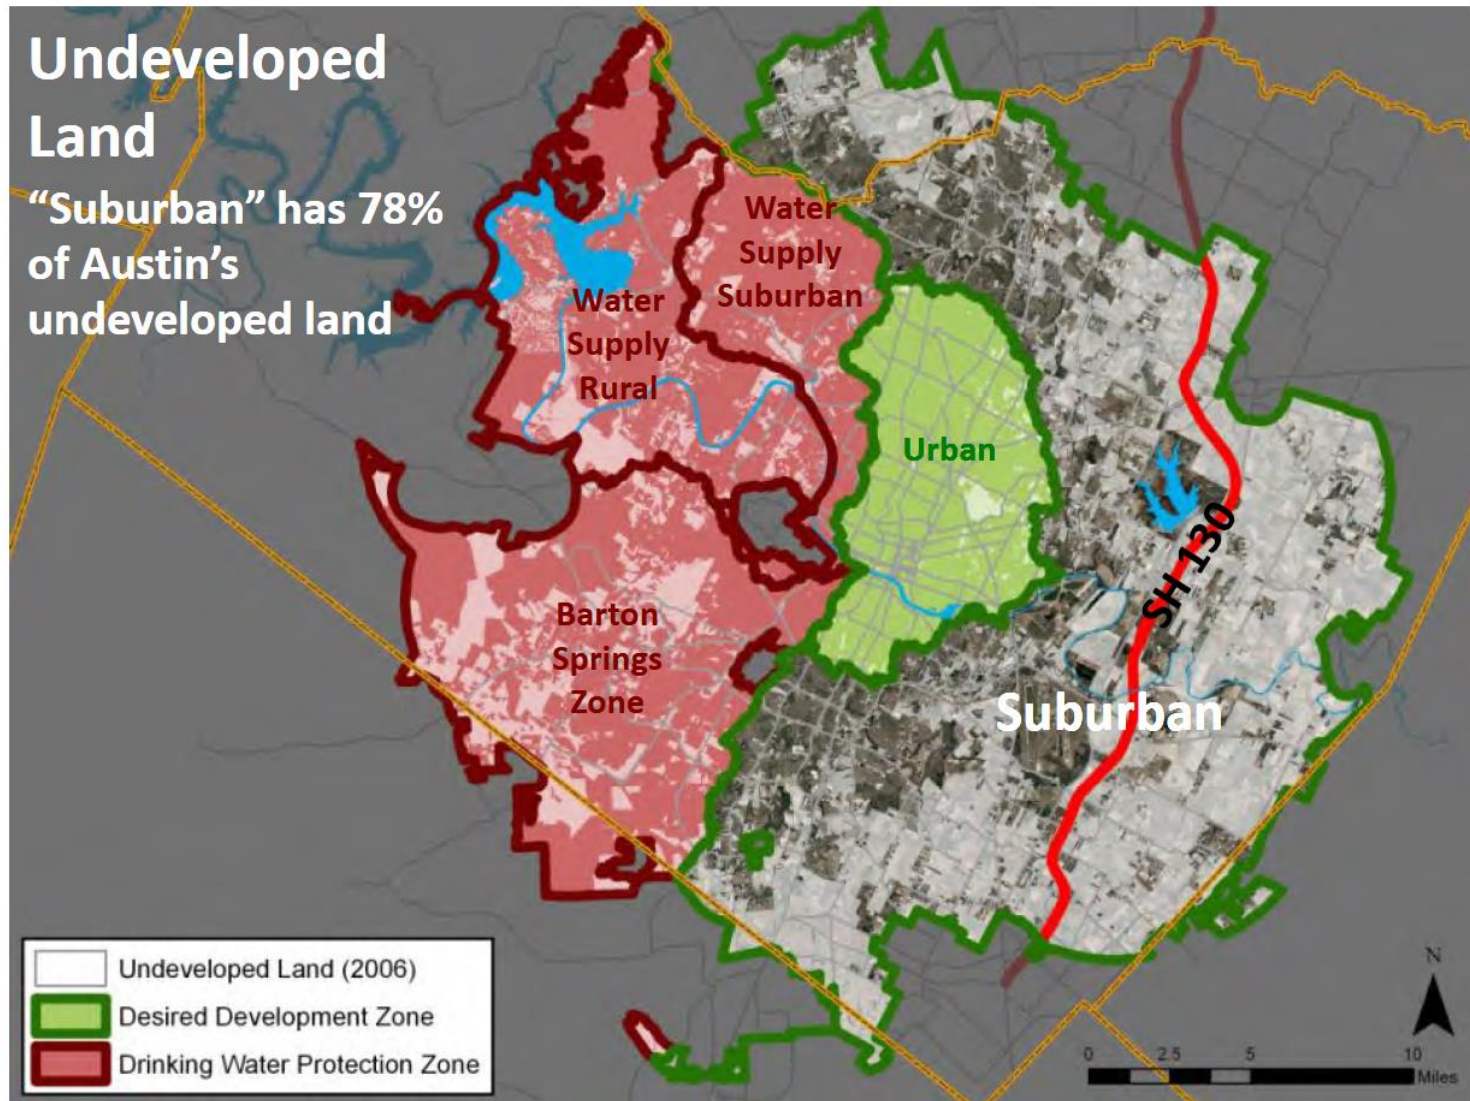 Undeveloped
Land
“Suburban” has 78%
of Austin’s
undeveloped land
Water
Supply
Suburban
Water
Supply
Rural
Urban
Barton
Springs
Zone
SH 130
Suburban
Undeveloped Land (2006)
Desired Development Zone
Drinking Water Protection Zone
N
0 2.5 5 10
Miles